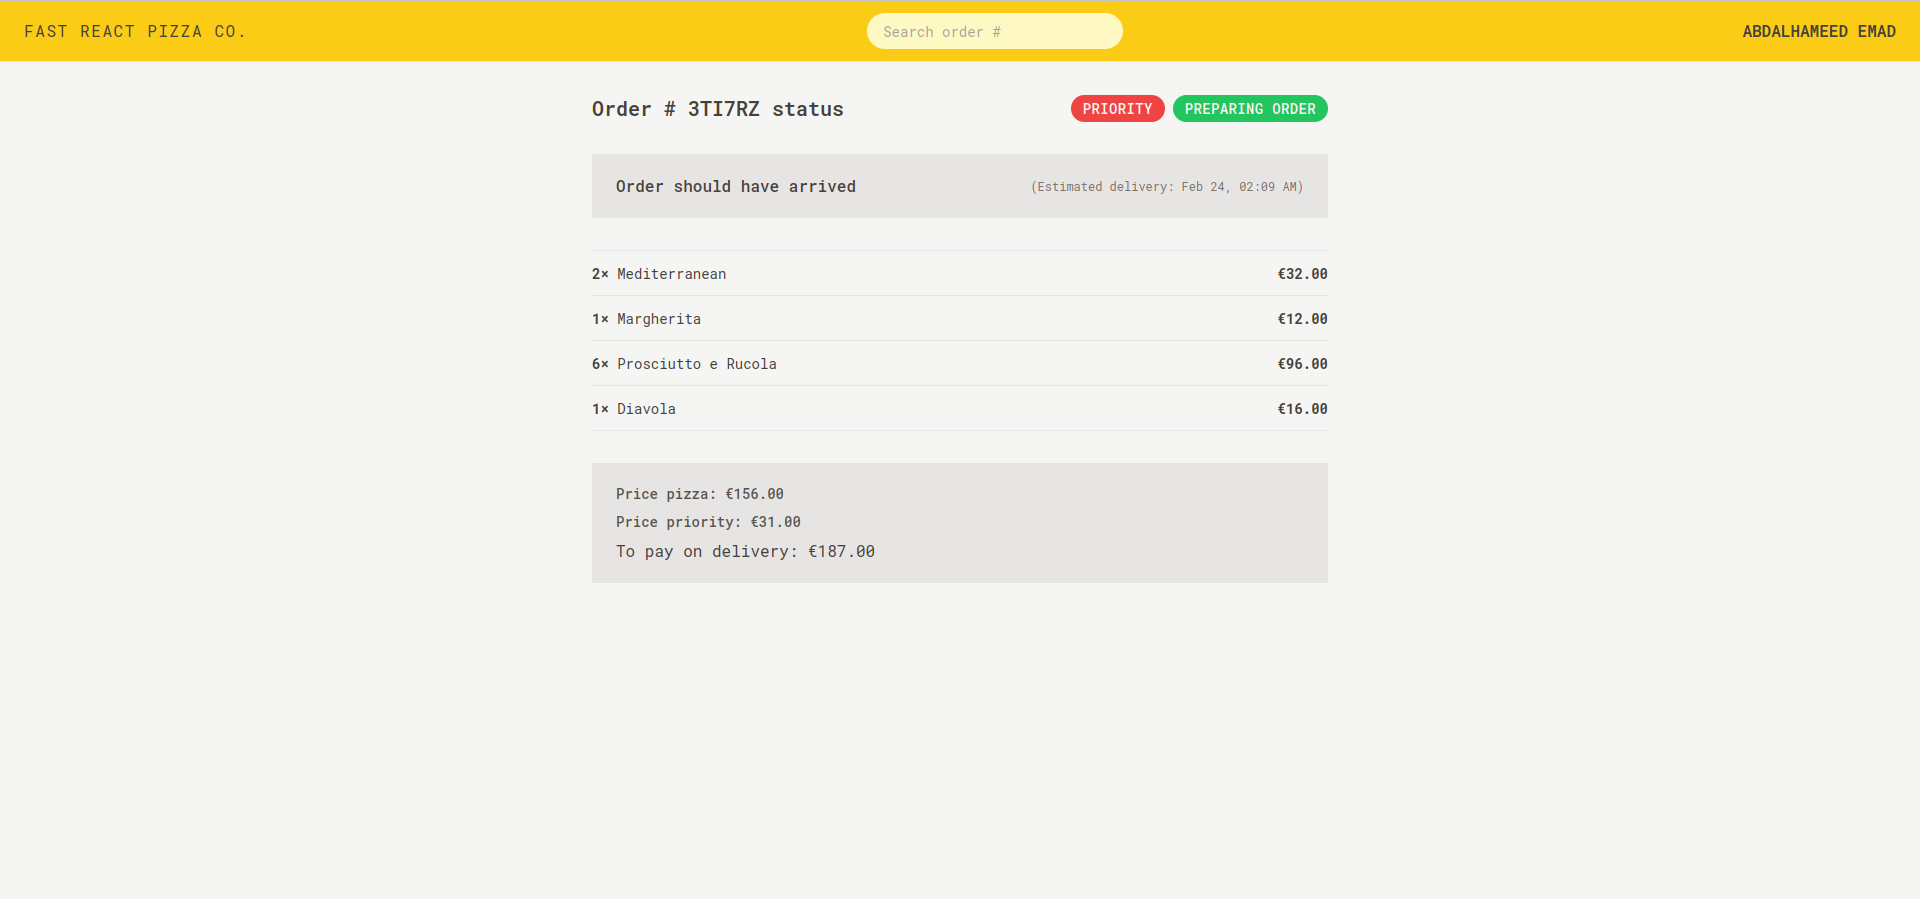 FAST REACT PIZZA CO.
Search order #
ABDALHAMEED EMAD
Order # 3TI7RZ status
PRIORITY
PREPARING ORDER
Order should have arrived
(Estimated delivery: Feb 24, 02:09 AM)
2× Mediterranean €32.00
1× Margherita €12.00
6× Prosciutto e Rucola €96.00
1× Diavola €16.00
Price pizza: €156.00
Price priority: €31.00
To pay on delivery: €187.00